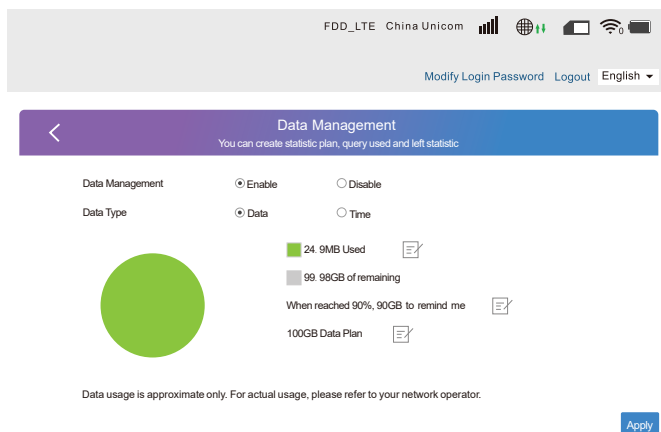 FDD_LTE China Unicom
0
Modify Login Password Logout English
Data Management
You can create statistic plan, query used and left statistic
Data Management Enable Disable
Data Type Data Time
24. 9MB Used
99. 98GB of remaining
When reached 90%, 90GB to remind me
100GB Data Plan
Data usage is approximate only. For actual usage, please refer to your network operator.
Apply